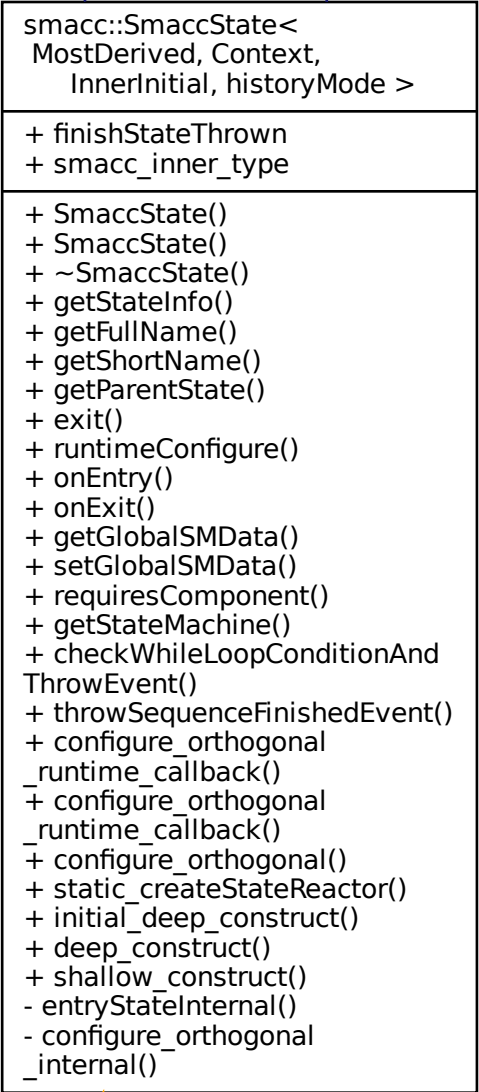 smacc::SmaccState<
MostDerived, Context,
InnerInitial, historyMode >
+ finishStateThrown
+ smacc_inner_type
+ SmaccState()
+ SmaccState()
+ ~SmaccState()
+ getStateInfo()
+ getFullName()
+ getShortName()
+ getParentState()
+ exit()
+ runtimeConfigure()
+ onEntry()
+ onExit()
+ getGlobalSMData()
+ setGlobalSMData()
+ requiresComponent()
+ getStateMachine()
+ checkWhileLoopConditionAnd
ThrowEvent()
+ throwSequenceFinishedEvent()
+ configure_orthogonal
_runtime_callback()
+ configure_orthogonal
_runtime_callback()
+ configure_orthogonal()
+ static_createStateReactor()
+ initial_deep_construct()
+ deep_construct()
+ shallow_construct()
- entryStateInternal()
- configure_orthogonal
_internal()